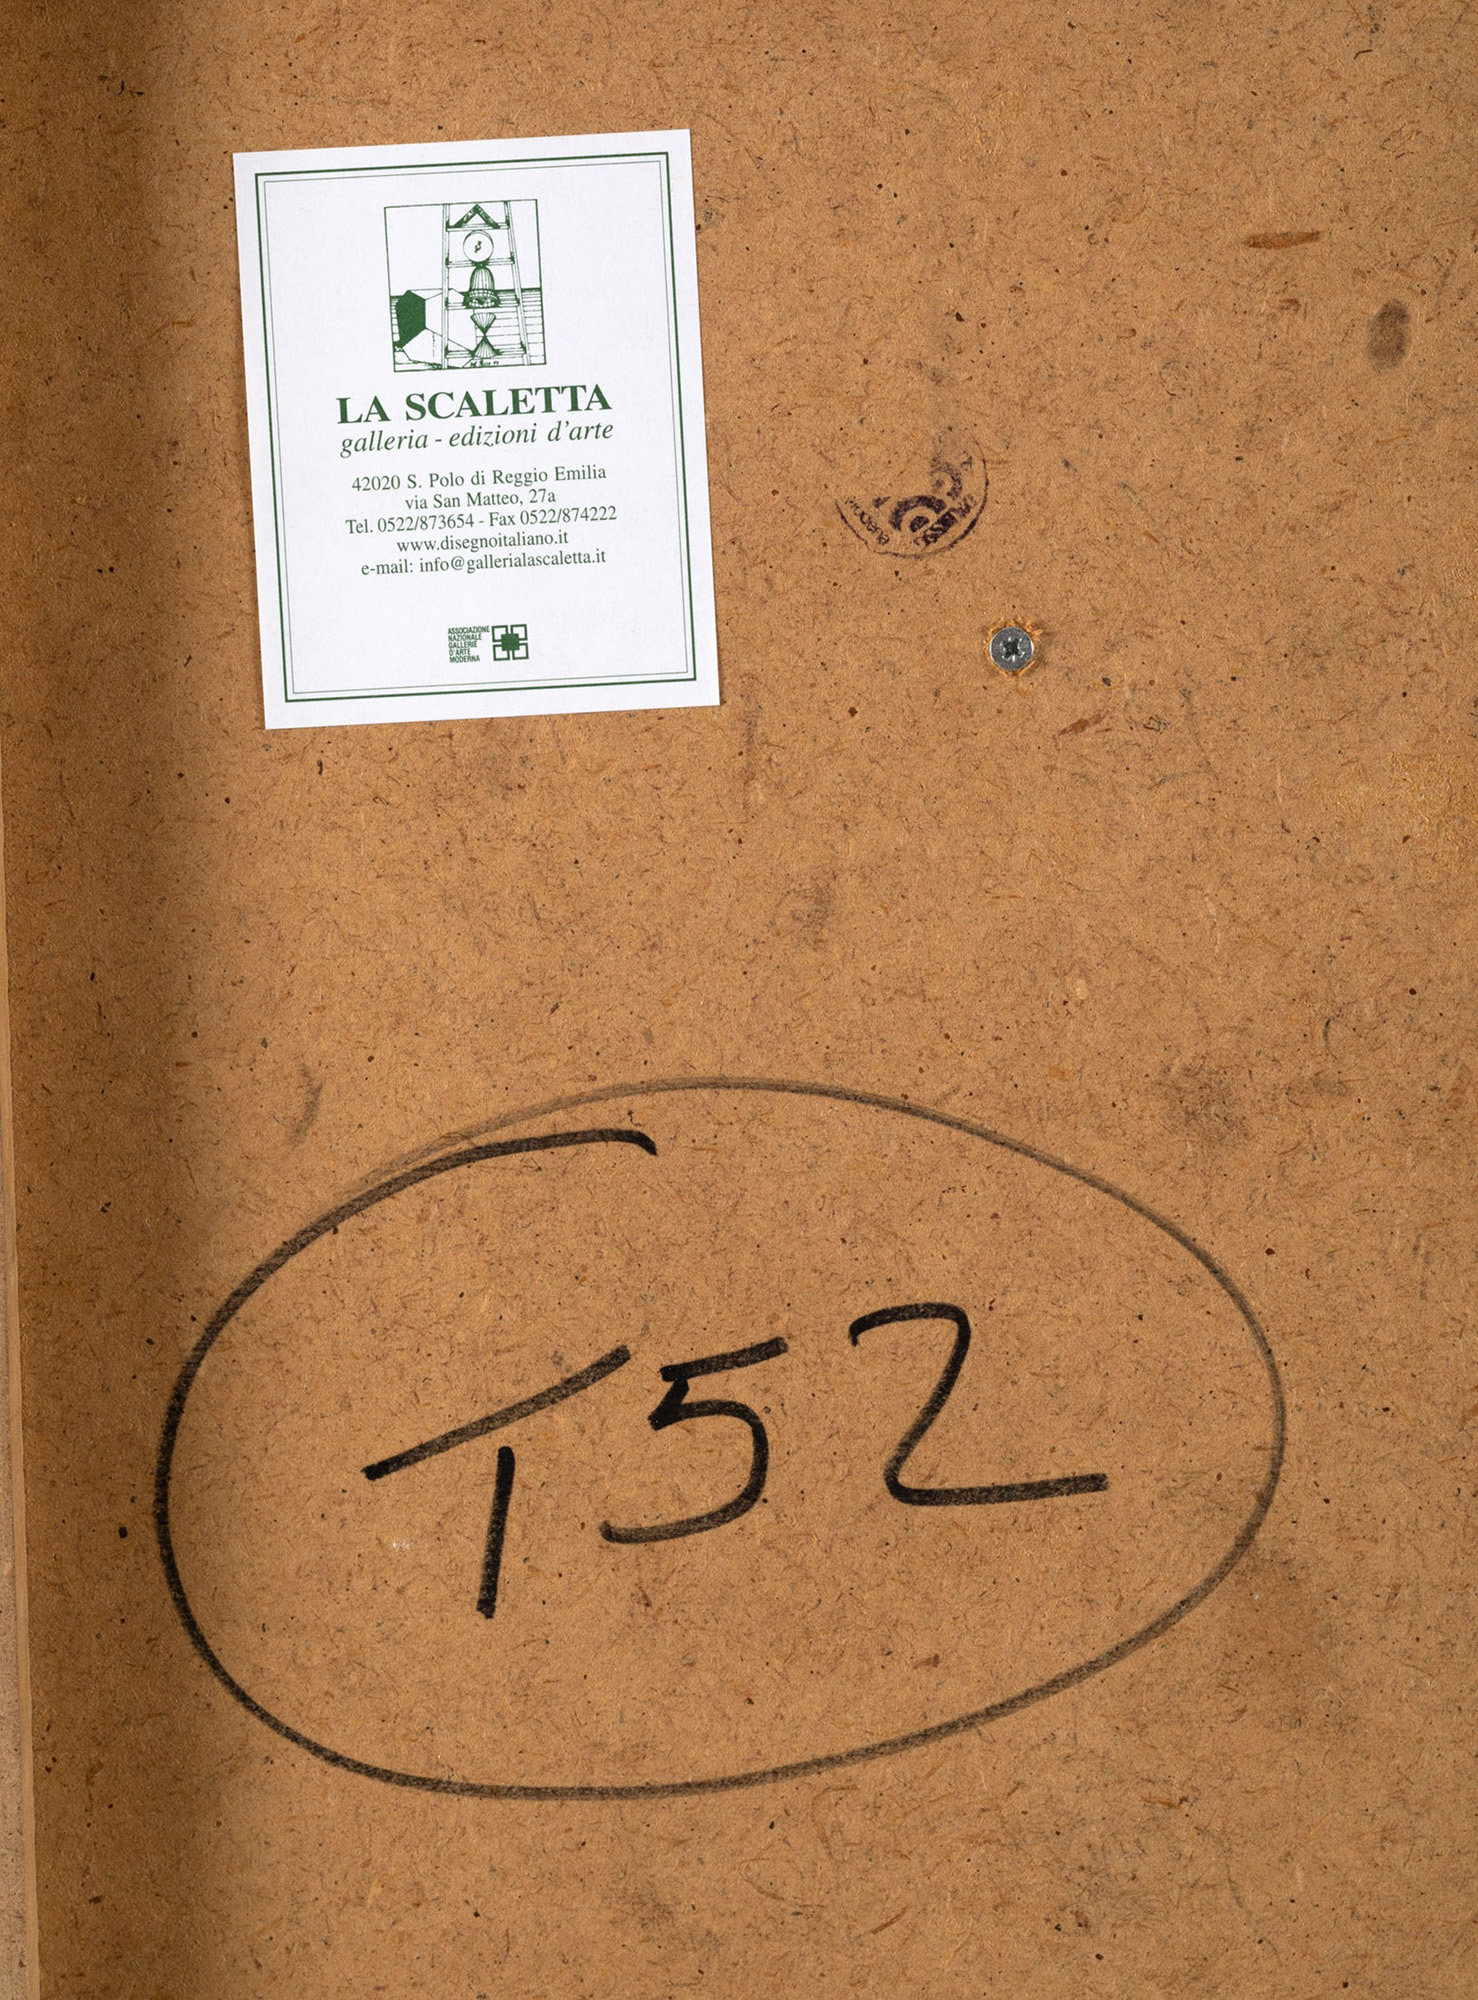 LA SCALETTA
galleria - edizioni d'arte
42020 S. Polo di Reggio Emilia
via San Matteo, 27a
Tel. 0522/873654 - Fax 0522/874222
www.disegnoitaliano.it
e-mail: info@gallerialascaletta.it
ASSOCIAZIONE
NAZIONALE
GALLERIE
D'ARTE
MODERNA
T52